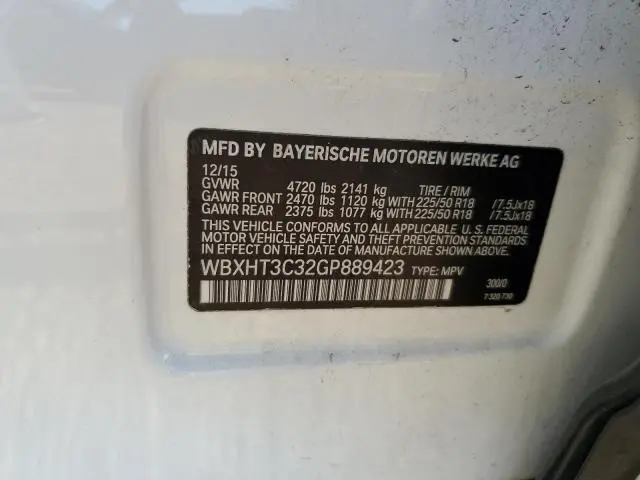 MFD BY BAYERISCHE MOTOREN WERKE AG
12/15
GVWR 4720 lbs 2141 kg TIRE / RIM
GAWR FRONT 2470 lbs 1120 kg WITH 225/50 R18 /7.5Jx18
GAWR REAR 2375 lbs 1077 kg WITH 225/50 R18 /7.5Jx18
THIS VEHICLE CONFORMS TO ALL APPLICABLE U. S. FEDERAL
MOTOR VEHICLE SAFETY AND THEFT PREVENTION STANDARDS
IN EFFECT ON THE DATE OF MANUFACTURE SHOWN ABOVE.
WBXHT3C32GP889423 TYPE: MPV
300/0
7 320 730